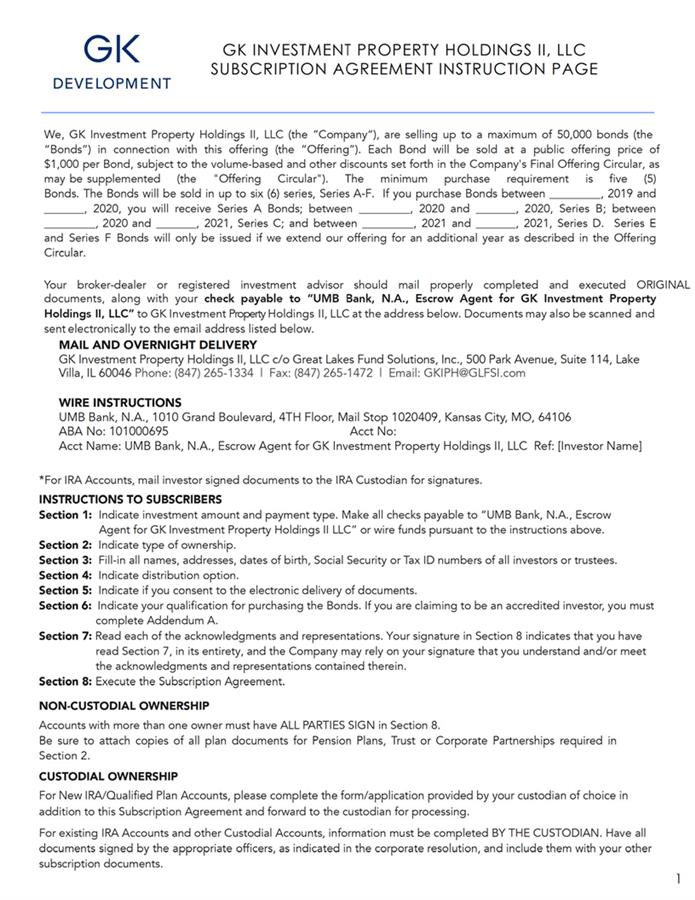 GK
DEVELOPMENT
GK INVESTMENT PROPERTY HOLDINGS II, LLC
SUBSCRIPTION AGREEMENT INSTRUCTION PAGE
We, GK Investment Property Holdings II, LLC (the “Company”), are selling up to a maximum of 50,000 bonds (the
“Bonds”) in connection with this offering (the “Offering”). Each Bond will be sold at a public offering price of
$1,000 per Bond, subject to the volume-based and other discounts set forth in the Company's Final Offering Circular, as
may be supplemented (the "Offering Circular"). The minimum purchase requirement is five (5)
Bonds. The Bonds will be sold in up to six (6) series, Series A-F. If you purchase Bonds between ________, 2019 and
______, 2020, you will receive Series A Bonds; between ________, 2020 and ______, 2020, Series B; between
________, 2020 and ______, 2021, Series C; and between ________, 2021 and ______, 2021, Series D. Series E
and Series F Bonds will only be issued if we extend our offering for an additional year as described in the Offering
Circular.
Your broker-dealer or registered investment advisor should mail properly completed and executed ORIGINAL
documents, along with your check payable to “UMB Bank, N.A., Escrow Agent for GK Investment Property
Holdings II, LLC” to GK Investment Property Holdings II, LLC at the address below. Documents may also be scanned and
sent electronically to the email address listed below.
MAIL AND OVERNIGHT DELIVERY
GK Investment Property Holdings II, LLC c/o Great Lakes Fund Solutions, Inc., 500 Park Avenue, Suite 114, Lake
Villa, IL 60046 Phone: (847) 265-1334 | Fax: (847) 265-1472 | Email: GKIPH@GLFSI.com
WIRE INSTRUCTIONS
UMB Bank, N.A., 1010 Grand Boulevard, 4TH Floor, Mail Stop 1020409, Kansas City, MO, 64106
ABA No: 101000695 Acct No:
Acct Name: UMB Bank, N.A., Escrow Agent for GK Investment Property Holdings II, LLC Ref: [Investor Name]
*For IRA Accounts, mail investor signed documents to the IRA Custodian for signatures.
INSTRUCTIONS TO SUBSCRIBERS
Section 1: Indicate investment amount and payment type. Make all checks payable to “UMB Bank, N.A., Escrow
Agent for GK Investment Property Holdings II LLC” or wire funds pursuant to the instructions above.
Section 2: Indicate type of ownership.
Section 3: Fill-in all names, addresses, dates of birth, Social Security or Tax ID numbers of all investors or trustees.
Section 4: Indicate distribution option.
Section 5: Indicate if you consent to the electronic delivery of documents.
Section 6: Indicate your qualification for purchasing the Bonds. If you are claiming to be an accredited investor, you must
complete Addendum A.
Section 7: Read each of the acknowledgments and representations. Your signature in Section 8 indicates that you have
read Section 7, in its entirety, and the Company may rely on your signature that you understand and/or meet
the acknowledgments and representations contained therein.
Section 8: Execute the Subscription Agreement.
NON-CUSTODIAL OWNERSHIP
Accounts with more than one owner must have ALL PARTIES SIGN in Section 8.
Be sure to attach copies of all plan documents for Pension Plans, Trust or Corporate Partnerships required in
Section 2.
CUSTODIAL OWNERSHIP
For New IRA/Qualified Plan Accounts, please complete the form/application provided by your custodian of choice in
addition to this Subscription Agreement and forward to the custodian for processing.
For existing IRA Accounts and other Custodial Accounts, information must be completed BY THE CUSTODIAN. Have all
documents signed by the appropriate officers, as indicated in the corporate resolution, and include them with your other
subscription documents.
1